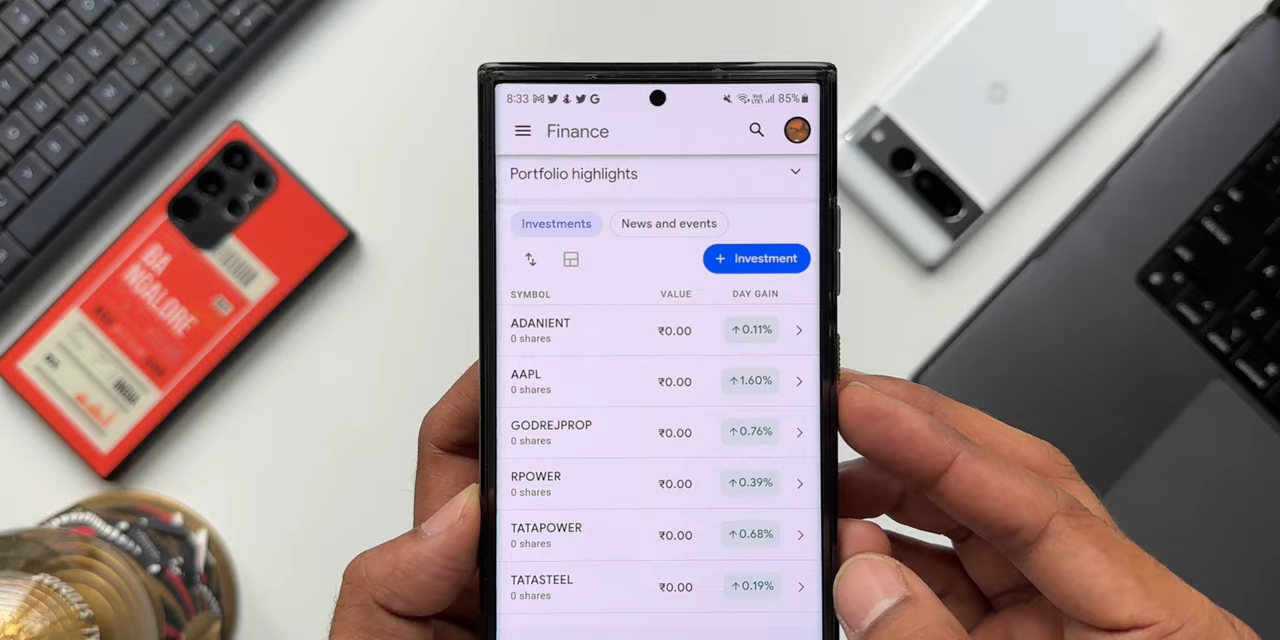 8:33 85%
Finance
Portfolio highlights
Investments News and events
+ Investment
SYMBOL VALUE DAY GAIN
ADANIENT ₹0.00 ↑0.11%
0 shares
AAPL ₹0.00 ↑1.60%
0 shares
GODREJPROP ₹0.00 ↑0.76%
0 shares
RPOWER ₹0.00 ↑0.39%
0 shares
TATAPOWER ₹0.00 ↑0.68%
0 shares
TATASTEEL ₹0.00 ↑0.19%
0 shares
BA
NGALORE